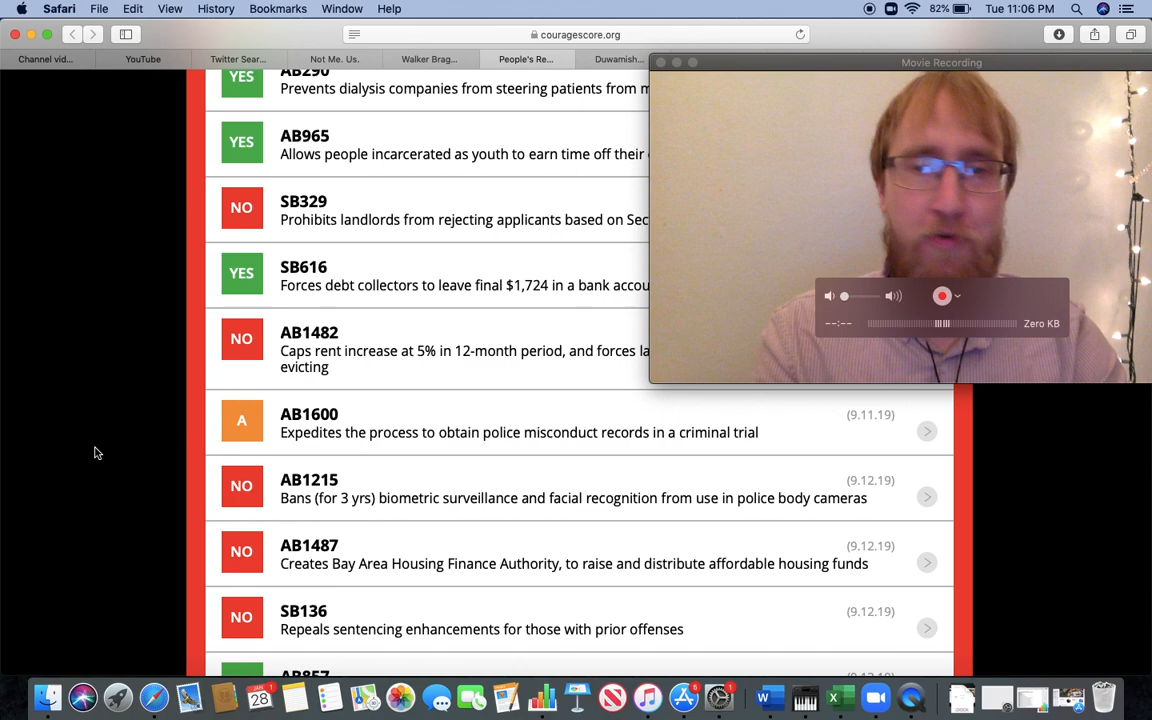 Safari File Edit View History Bookmarks Window Help 82% Tue 11:06 PM
couragescore.org
Channel vid... YouTube Twitter Sear... Not Me. Us. Walker Brag... People's Re... Duwamish...
Movie Recording
YES AB290
Prevents dialysis companies from steering patients from
YES AB965
Allows people incarcerated as youth to earn time off their
NO SB329
Prohibits landlords from rejecting applicants based on Sec
YES SB616
Forces debt collectors to leave final $1,724 in a bank accou
NO AB1482
Caps rent increase at 5% in 12-month period, and forces la
evicting
--:-- Zero KB
A AB1600 (9.11.19)
Expedites the process to obtain police misconduct records in a criminal trial
NO AB1215 (9.12.19)
Bans (for 3 yrs) biometric surveillance and facial recognition from use in police body cameras
NO AB1487 (9.12.19)
Creates Bay Area Housing Finance Authority, to raise and distribute affordable housing funds
NO SB136 (9.12.19)
Repeals sentencing enhancements for those with prior offenses
AB857
JAN 28 1 6 1